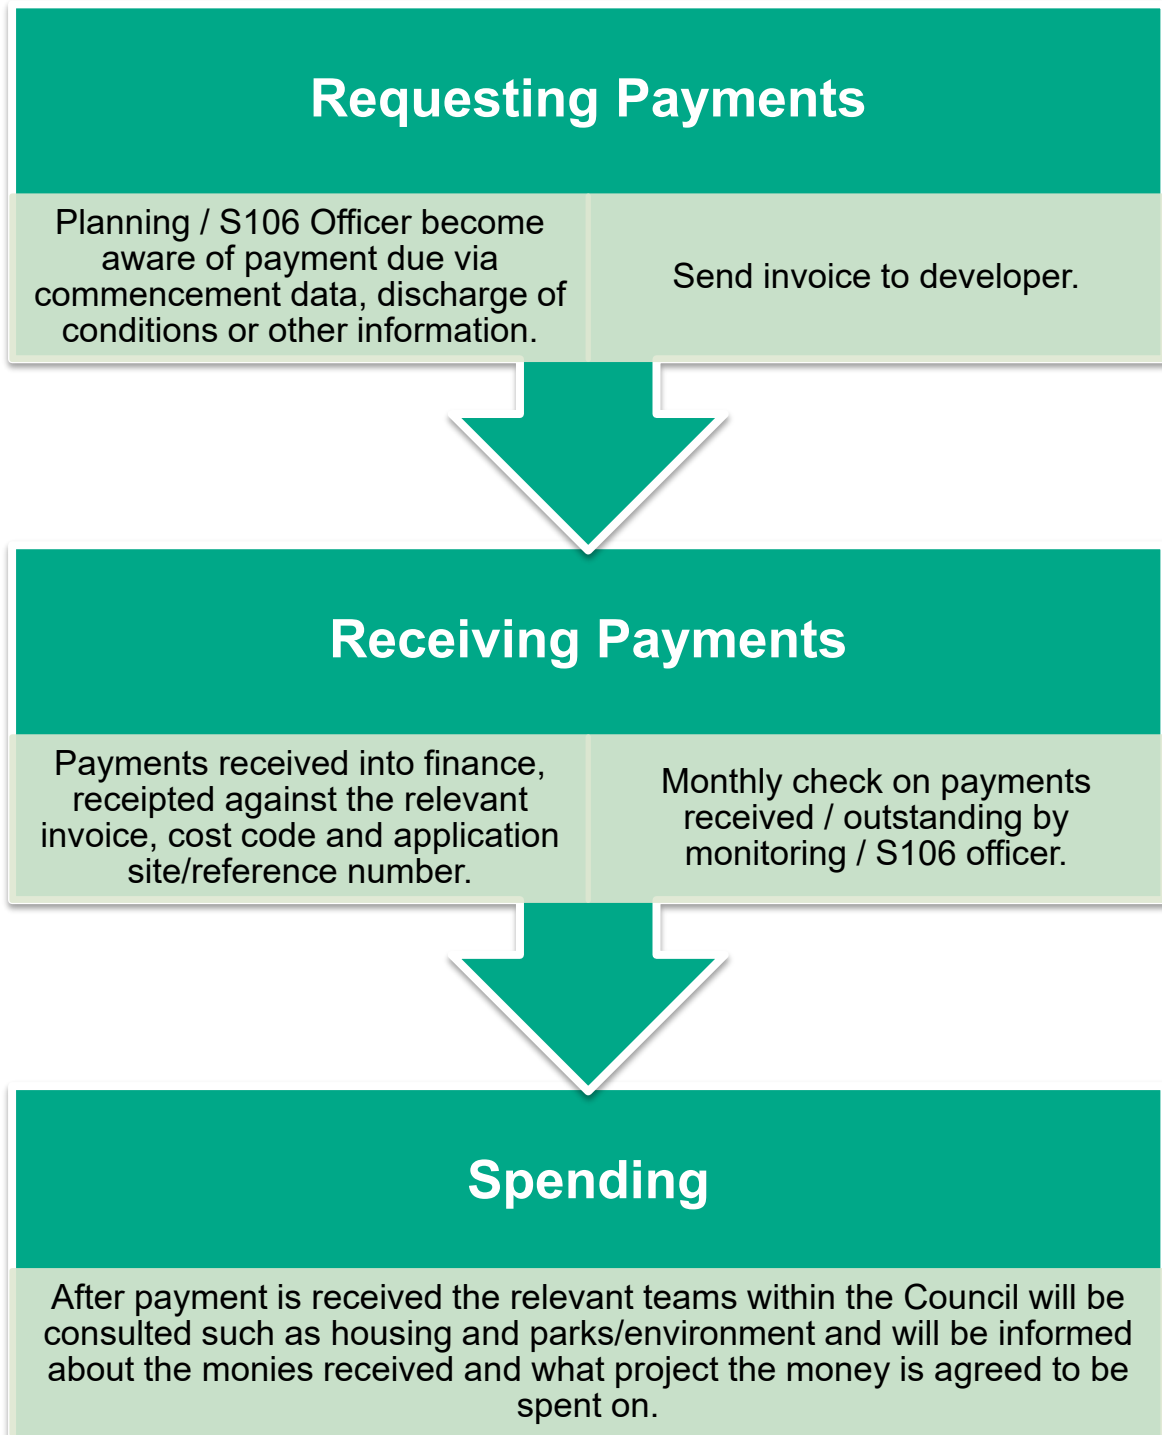 Requesting Payments
Planning / S106 Officer become
aware of payment due via
commencement data, discharge of
conditions or other information.
Send invoice to developer.
Receiving Payments
Payments received into finance,
receipted against the relevant
invoice, cost code and application
site/reference number.
Monthly check on payments
received / outstanding by
monitoring / S106 officer.
Spending
After payment is received the relevant teams within the Council will be
consulted such as housing and parks/environment and will be informed
about the monies received and what project the money is agreed to be
spent on.